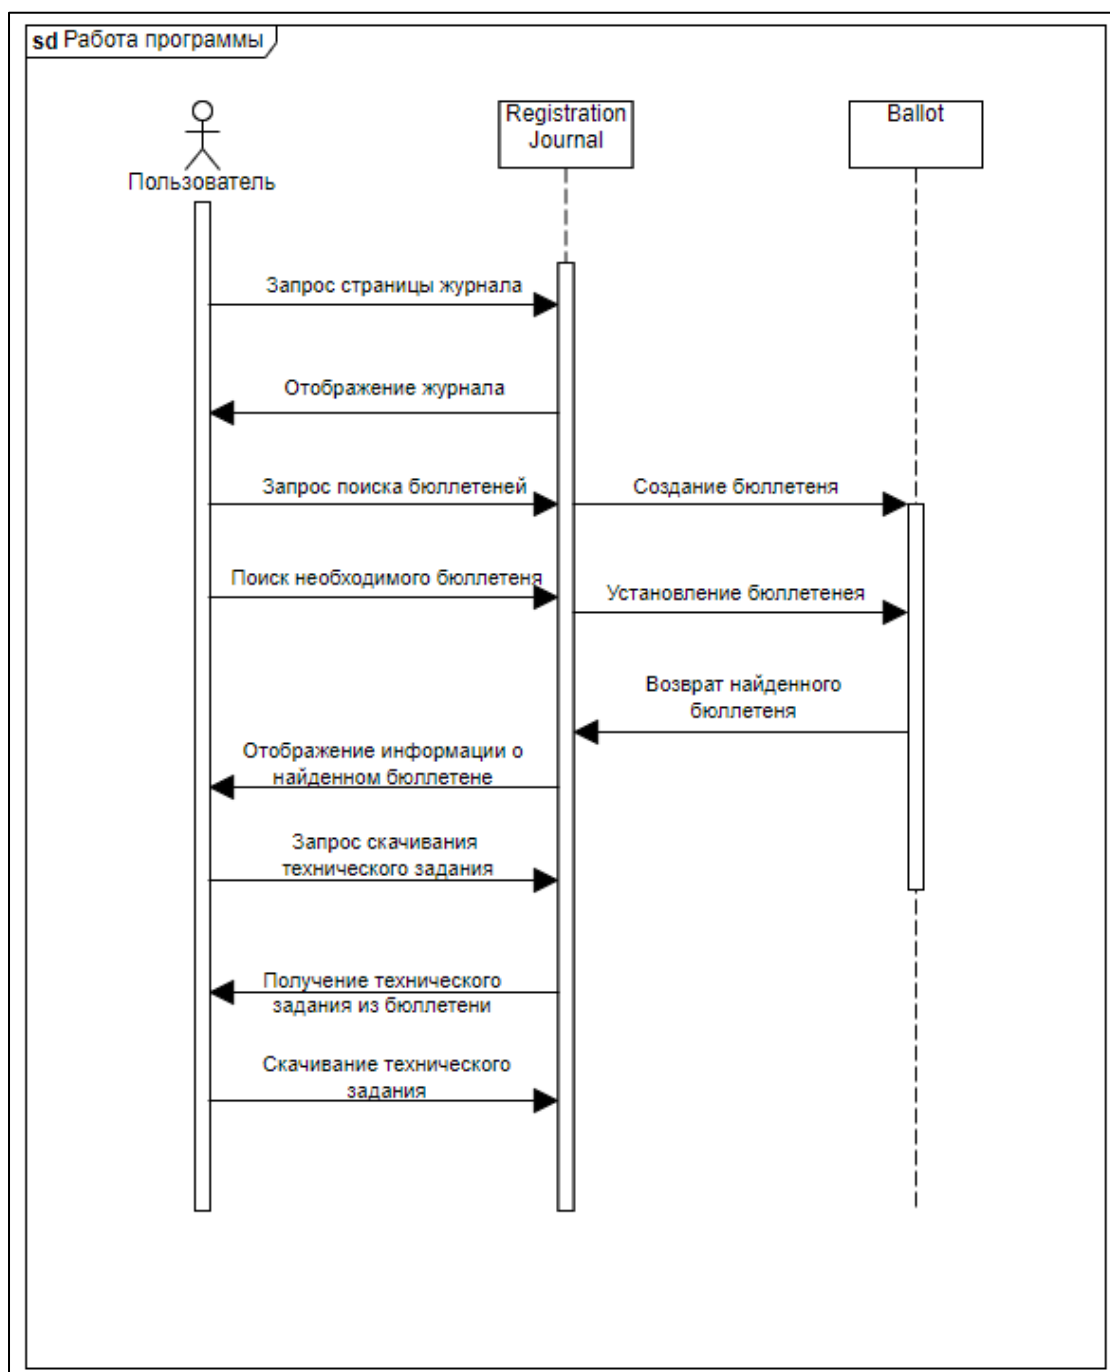 sd Работа программы
Registration
Journal
Ballot
Пользователь
Запрос страницы журнала
Отображение журнала
Запрос поиска бюллетеней
Создание бюллетеня
Поиск необходимого бюллетеня
Установление бюллетенея
Возврат найденного
бюллетеня
Отображение информации о
найденном бюллетене
Запрос скачивания
технического задания
Получение технического
задания из бюллетени
Скачивание технического
задания